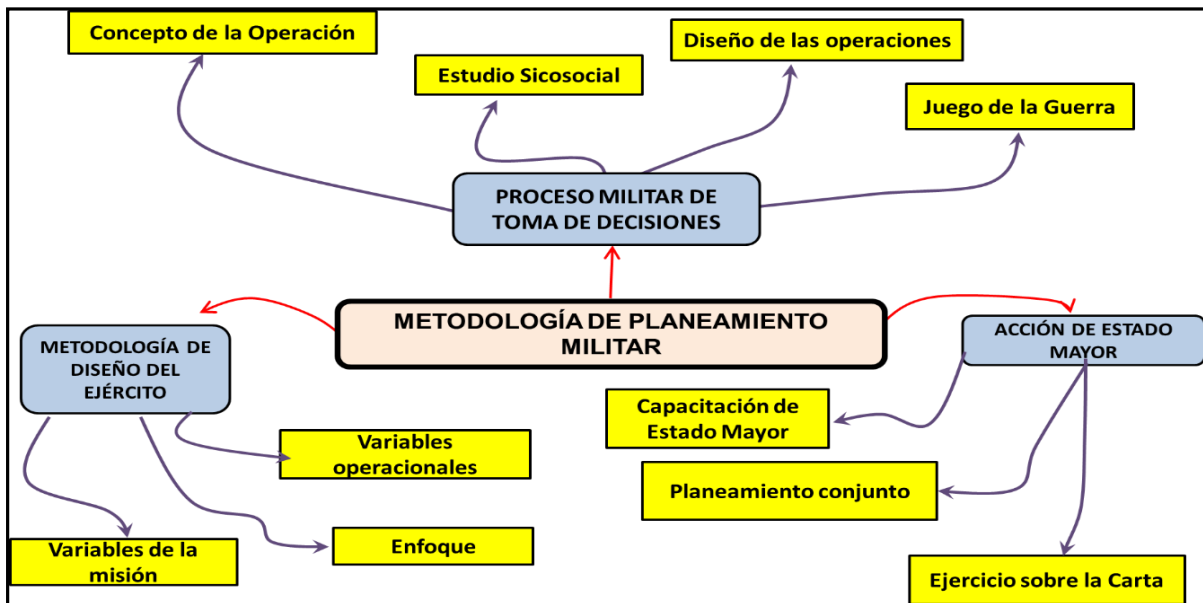 Concepto de la Operación
Estudio Sicosocial
Diseño de las operaciones
Juego de la Guerra
PROCESO MILITAR DE
TOMA DE DECISIONES
METODOLOGÍA DE PLANEAMIENTO
MILITAR
METODOLOGÍA DE
DISEÑO DEL
EJÉRCITO
Variables
operacionales
Enfoque
Variables de la
misión
ACCIÓN DE ESTADO
MAYOR
Capacitación de
Estado Mayor
Planeamiento conjunto
Ejercicio sobre la Carta